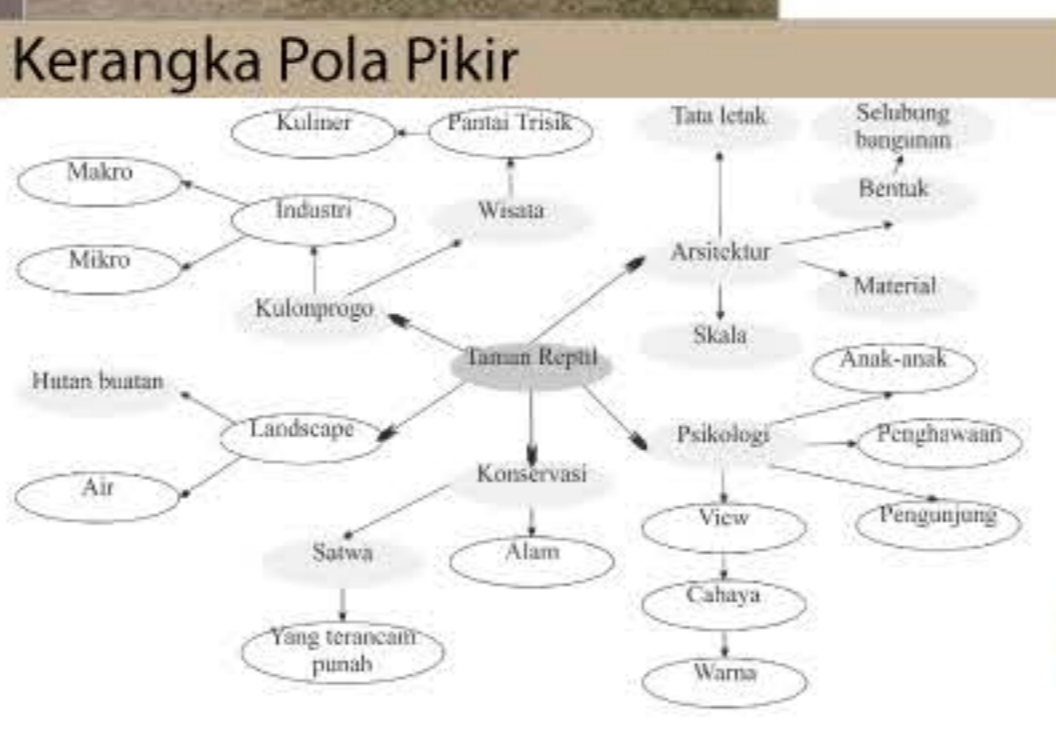 Kerangka Pola Pikir
Kuliner
Pantai Trisik
Tata letak
Selubung
bangunan
Makro
Industri
Wisata
Bentuk
Mikro
Kulonprogo
Arsitektur
Material
Skala
Taman Reptil
Anak-anak
Hutan buatan
Landscape
Psikologi
Penghawaan
Air
Konservasi
View
Pengunjung
Satwa
Alam
Cahaya
Yang terancam
punah
Warna